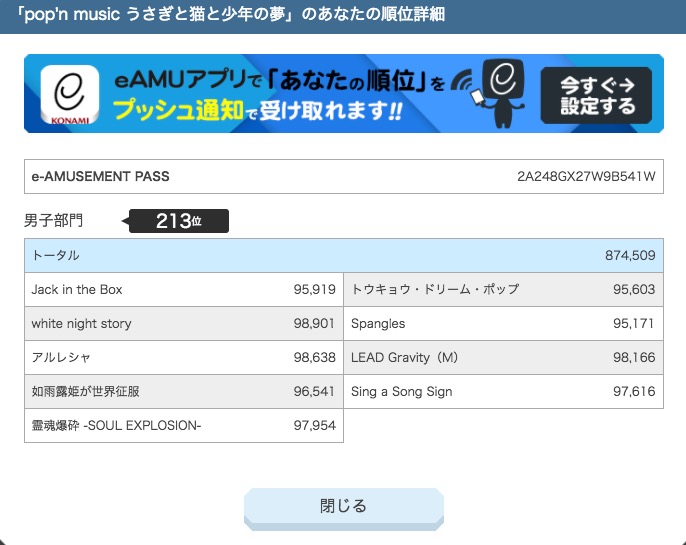 「pop'n music うさぎと猫と少年の夢」のあなたの順位詳細
KONAMI
eAMUアプリで「あなたの順位」を
プッシュ通知で受け取れます!!
今すぐ→
設定する
e-AMUSEMENT PASS 2A248GX27W9B541W
男子部門 213位
トータル 874,509
Jack in the Box 95,919 トウキョウ・ドリーム・ポップ 95,603
white night story 98,901 Spangles 95,171
アルレシャ 98,638 LEAD Gravity（M） 98,166
如雨露姫が世界征服 96,541 Sing a Song Sign 97,616
霊魂爆砕 -SOUL EXPLOSION- 97,954
閉じる